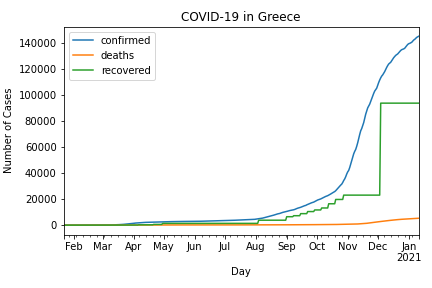 COVID-19 in Greece
confirmed
deaths
recovered
Number of Cases
140000
120000
100000
80000
60000
40000
20000
0
Feb Mar Apr May Jun Jul Aug Sep Oct Nov Dec Jan
2021
Day